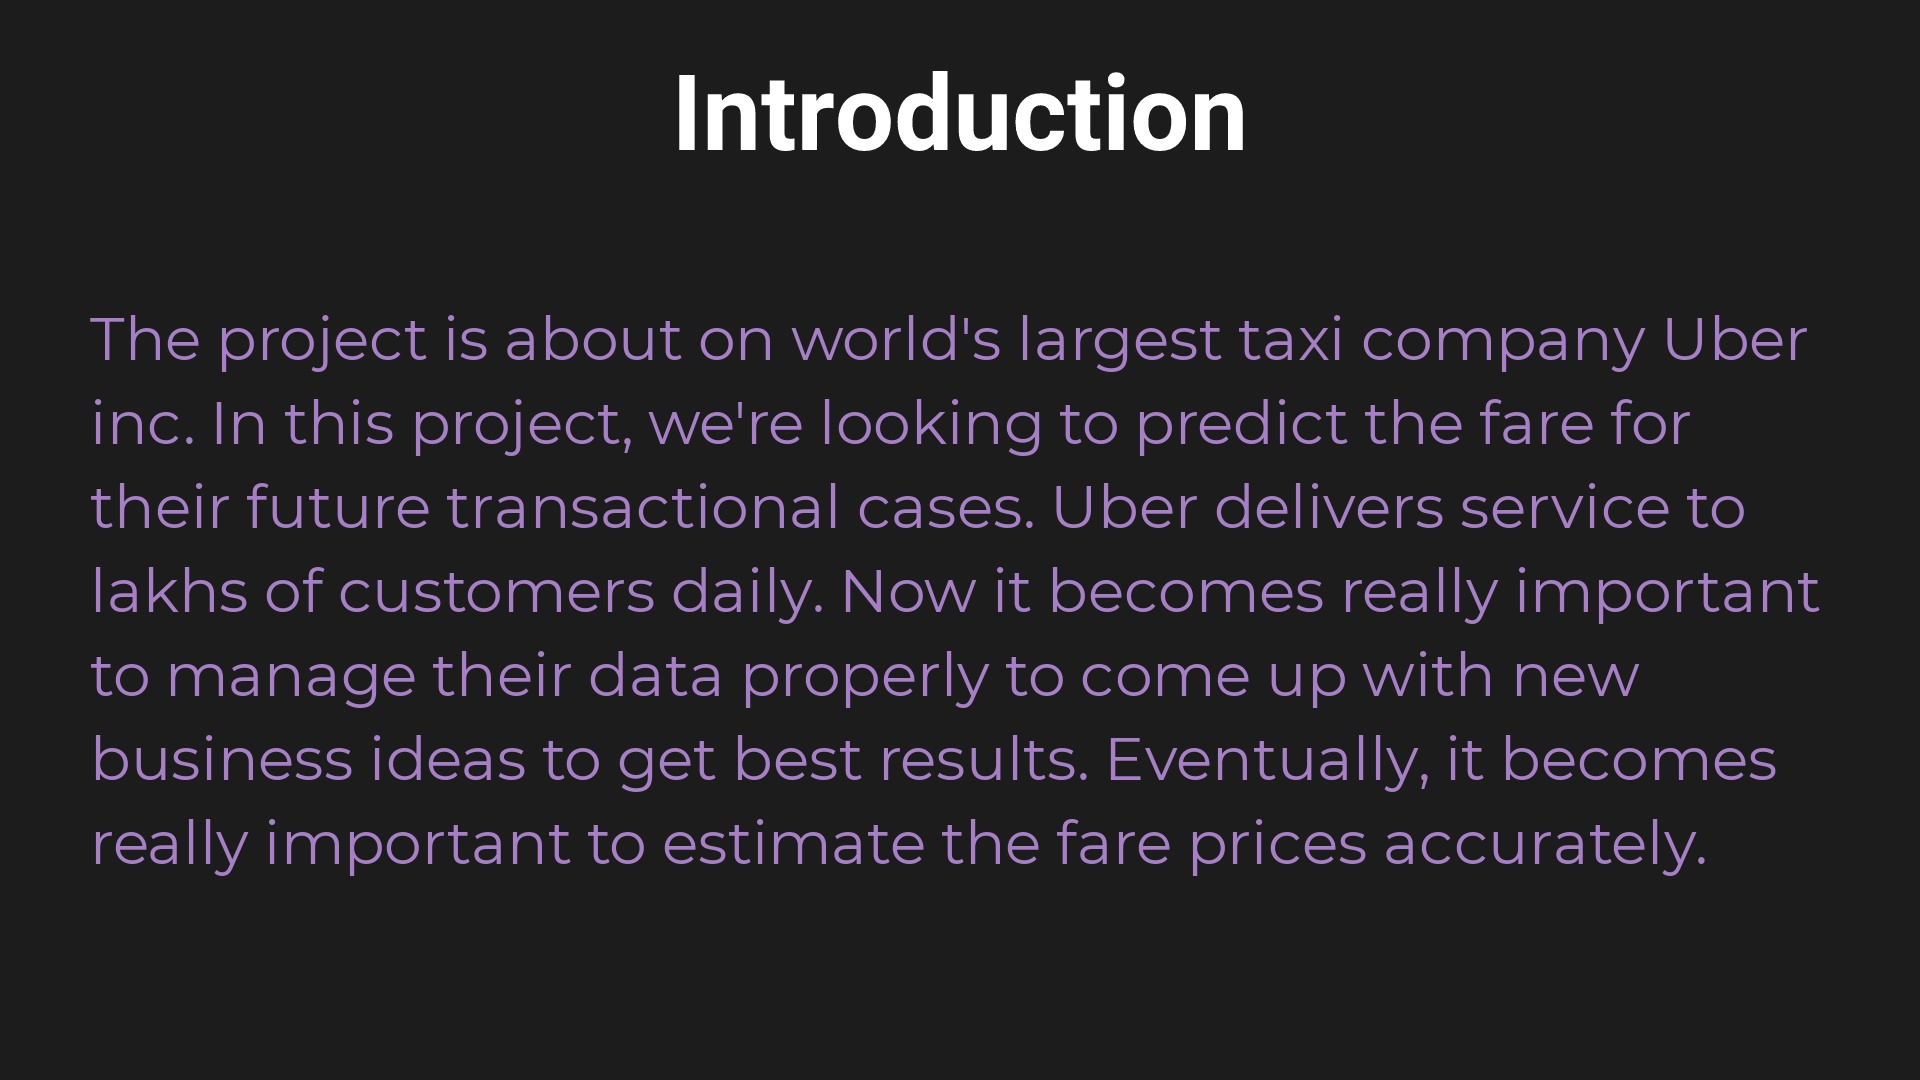 Introduction
The project is about on world's largest taxi company Uber
inc. In this project, we're looking to predict the fare for
their future transactional cases. Uber delivers service to
lakhs of customers daily. Now it becomes really important
to manage their data properly to come up with new
business ideas to get best results. Eventually, it becomes
really important to estimate the fare prices accurately.